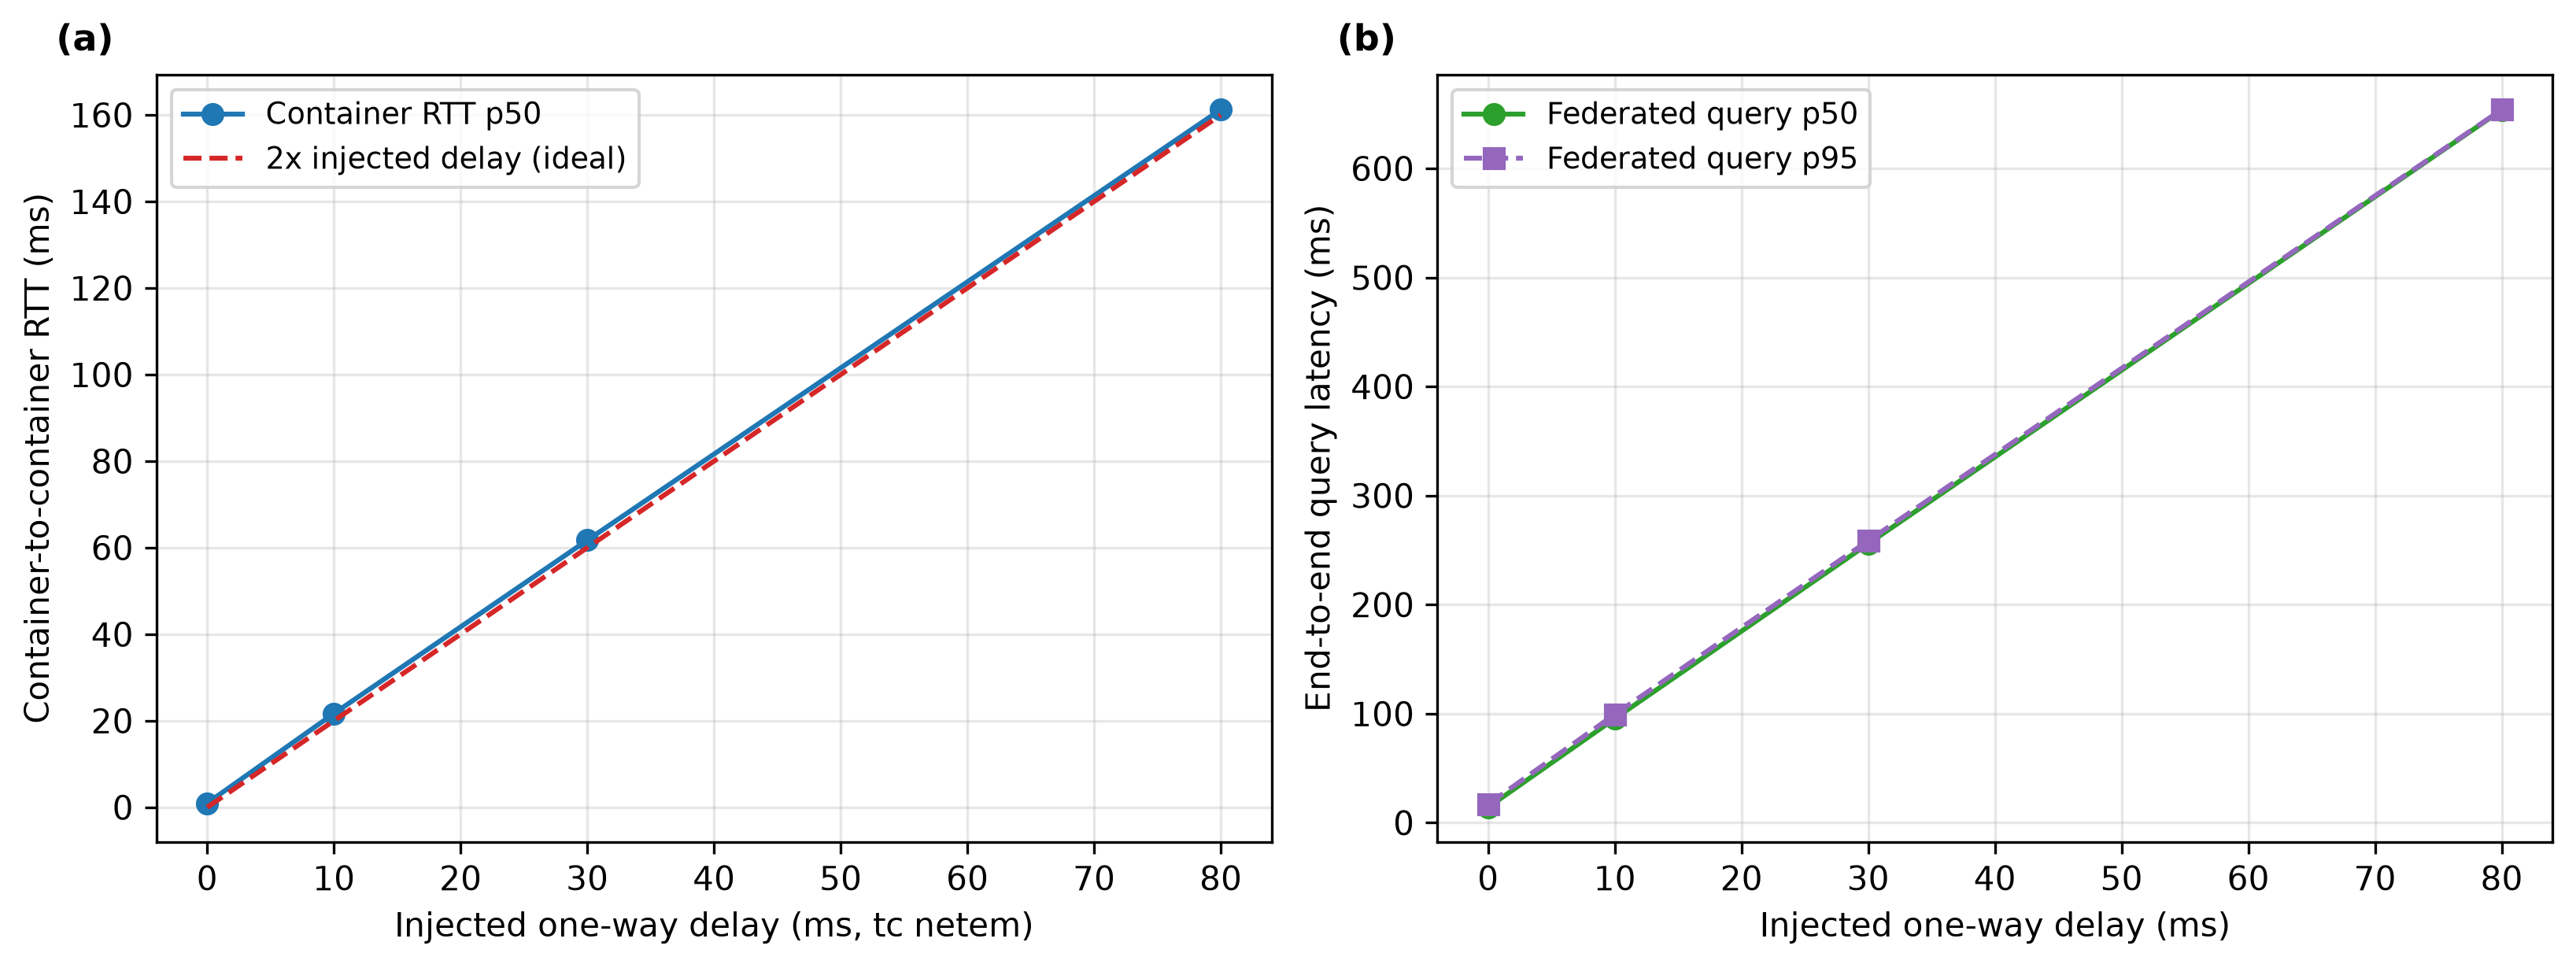 (a)
Container RTT p50
2x injected delay (ideal)
Container-to-container RTT (ms)
160
140
120
100
80
60
40
20
0
0 10 20 30 40 50 60 70 80
Injected one-way delay (ms, tc netem)
(b)
Federated query p50
Federated query p95
End-to-end query latency (ms)
600
500
400
300
200
100
0
0 10 20 30 40 50 60 70 80
Injected one-way delay (ms)